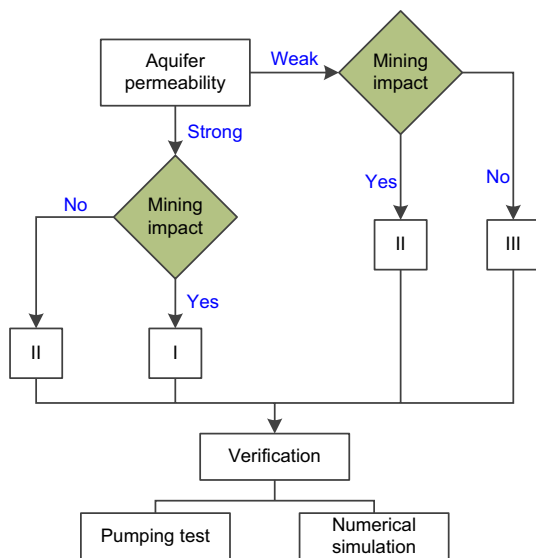 Aquifer
permeability
Weak
Mining
impact
Strong
Yes
No
No
Mining
impact
II
III
Yes
II
I
Verification
Pumping test
Numerical
simulation